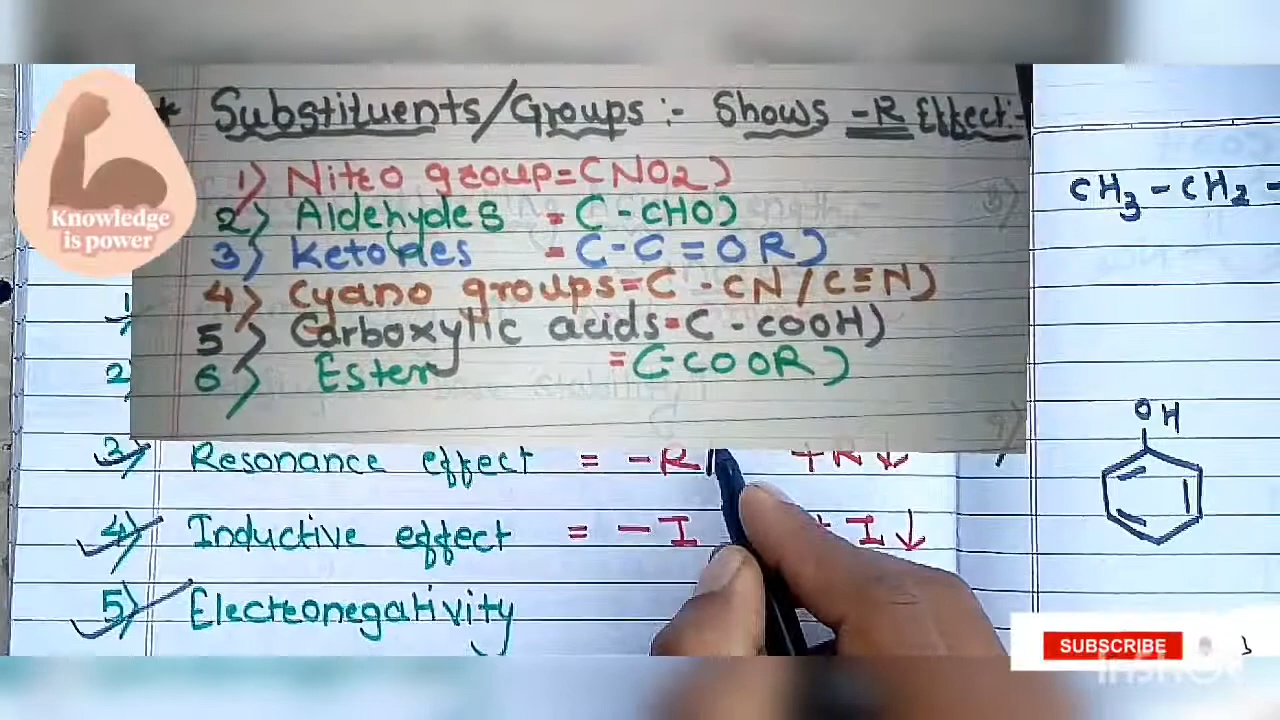 * Substituents/Groups :- Shows -R Effect:-
1) Nitro group=(NO2)
2) Aldehydes = (-CHO)
3) Ketones = (-C=OR)
4) Cyano groups=(-CN/C≡N)
5) Carboxylic acids=(-COOH)
6) Ester = (-COOR)
Knowledge
is power
1)
2)
3) Resonance effect = -R +R↓
4) Inductive effect = -I + I↓
5) Electronegativity
CH3-CH2-
OH
SUBSCRIBE